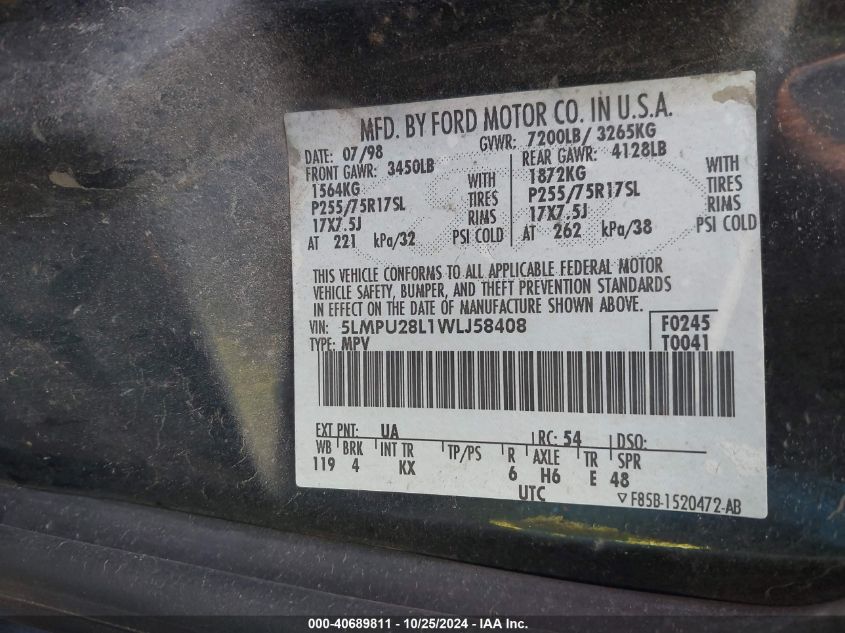 MFD. BY FORD MOTOR CO. IN U.S.A.
DATE: 07/98 GVWR: 7200LB/ 3265KG
FRONT GAWR: 3450LB REAR GAWR: 4128LB
1564KG WITH 1872KG WITH
P255/75R17SL TIRES P255/75R17SL TIRES
17X7.5J RIMS 17X7.5J RIMS
AT 221 kPa/32 PSI COLD AT 262 kPa/38 PSI COLD
THIS VEHICLE CONFORMS TO ALL APPLICABLE FEDERAL MOTOR
VEHICLE SAFETY, BUMPER, AND THEFT PREVENTION STANDARDS
IN EFFECT ON THE DATE OF MANUFACTURE SHOWN ABOVE.
VIN: 5LMPU28L1WLJ58408 F0245
TYPE: MPV T0041
EXT PNT: UA RC: 54 DSO:
WB BRK INT TR TP/PS R AXLE TR SPR
119 4 KX 6 H6 E 48
UTC
F85B-1520472-AB
000-40689811 - 10/25/2024 - IAA Inc.